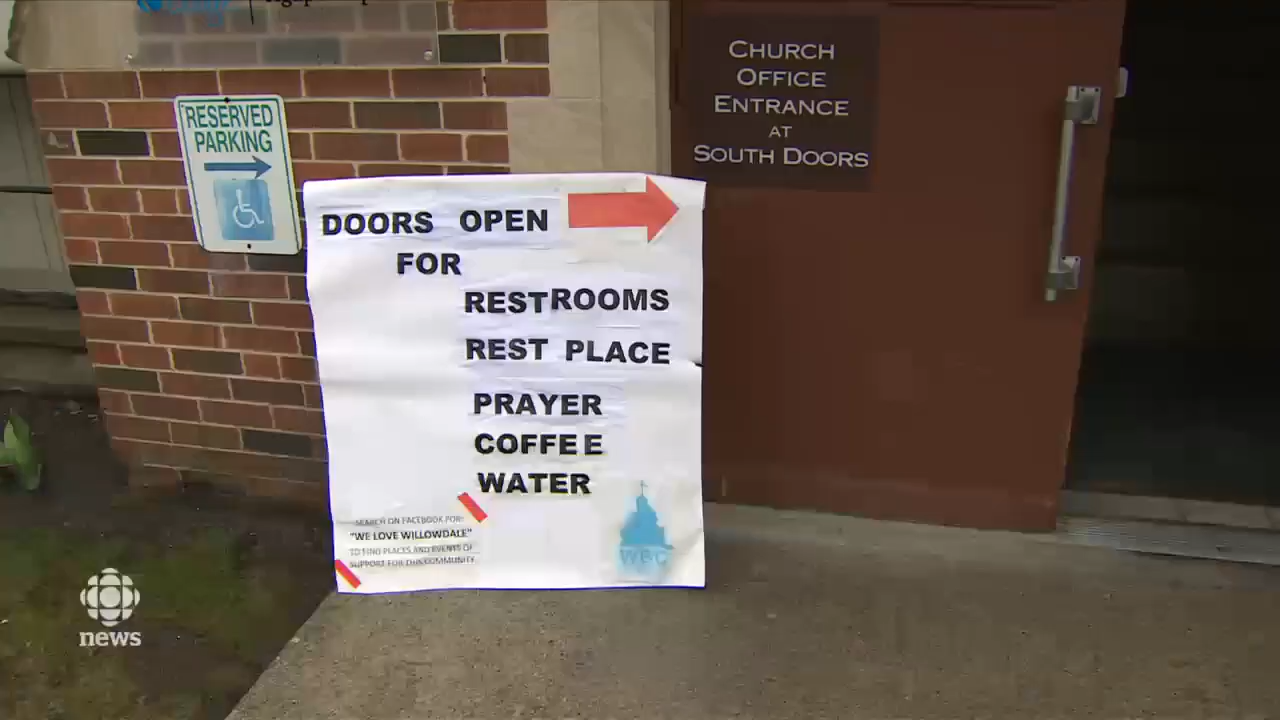 RESERVED
PARKING
CHURCH
OFFICE
ENTRANCE
AT
SOUTH DOORS
DOORS OPEN
FOR
RESTROOMS
REST PLACE
PRAYER
COFFEE
WATER
SEARCH ON FACEBOOK FOR:
"WE LOVE WILLOWDALE"
TO FIND PLACES AND EVENTS OF
SUPPORT FOR OUR COMMUNITY
WBC
news